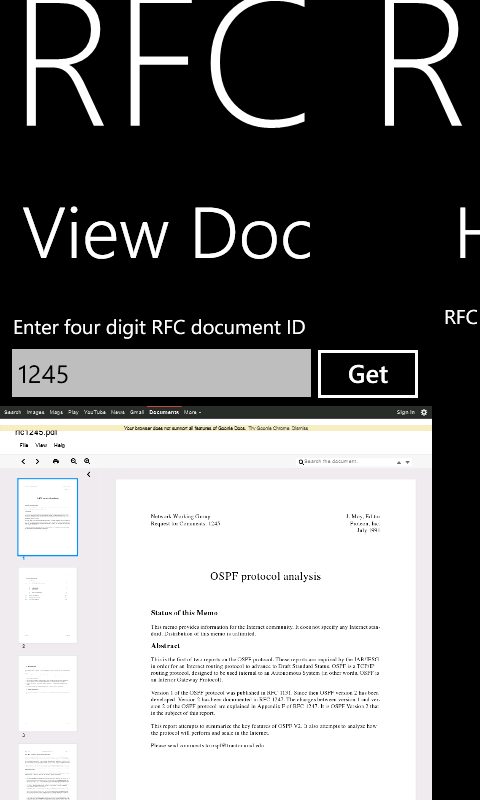 RFC R
View Doc H
Enter four digit RFC document ID
RFC
1245
Get
Search Images Maps Play YouTube News Gmail Documents More Sign in
Your browser does not support all features of Google Docs. Try Google Chrome Dismiss
rfc1245.pdf
File View Help
Search the document
Network Working Group
Request for Comments: 1245
J. Moy, Editor
Proteon, Inc.
July 1991
OSPF protocol analysis
Status of this Memo
This memo provides information for the Internet community. It does not specify any Internet stan-
dard. Distribution of this memo is unlimited.
Abstract
This is the first of two reports on the OSPF protocol. These reports are required by the IAB/IESG
in order for an Internet routing protocol to advance to Draft Standard Status. OSPF is a TCP/IP
routing protocol, designed to be used internal to an Autonomous System (in other words, OSPF is
an Interior Gateway Protocol).
Version 1 of the OSPF protocol was published in RFC 1131. Since then OSPF version 2 has been
developed. Version 2 has been documented in RFC 1247. The changes between version 1 and ver-
sion 2 of the OSPF protocol are explained in Appendix F of RFC 1247. It is OSPF Version 2 that
is the subject of this report.
This report attempts to summarize the key features of OSPF V2. It also attempts to analyze how
the protocol will perform and scale in the Internet.
Please send comments to
1
2
3